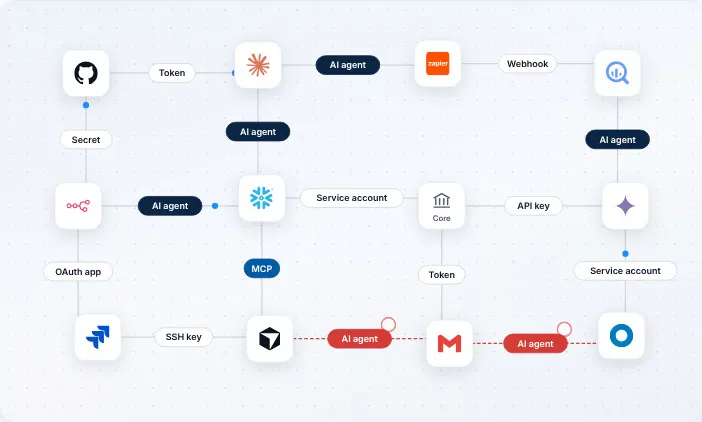 Token
AI agent
zapier
Webhook
Secret
AI agent
AI agent
AI agent
Service account
Core
API key
OAuth app
MCP
Token
Service account
SSH key
AI agent
AI agent